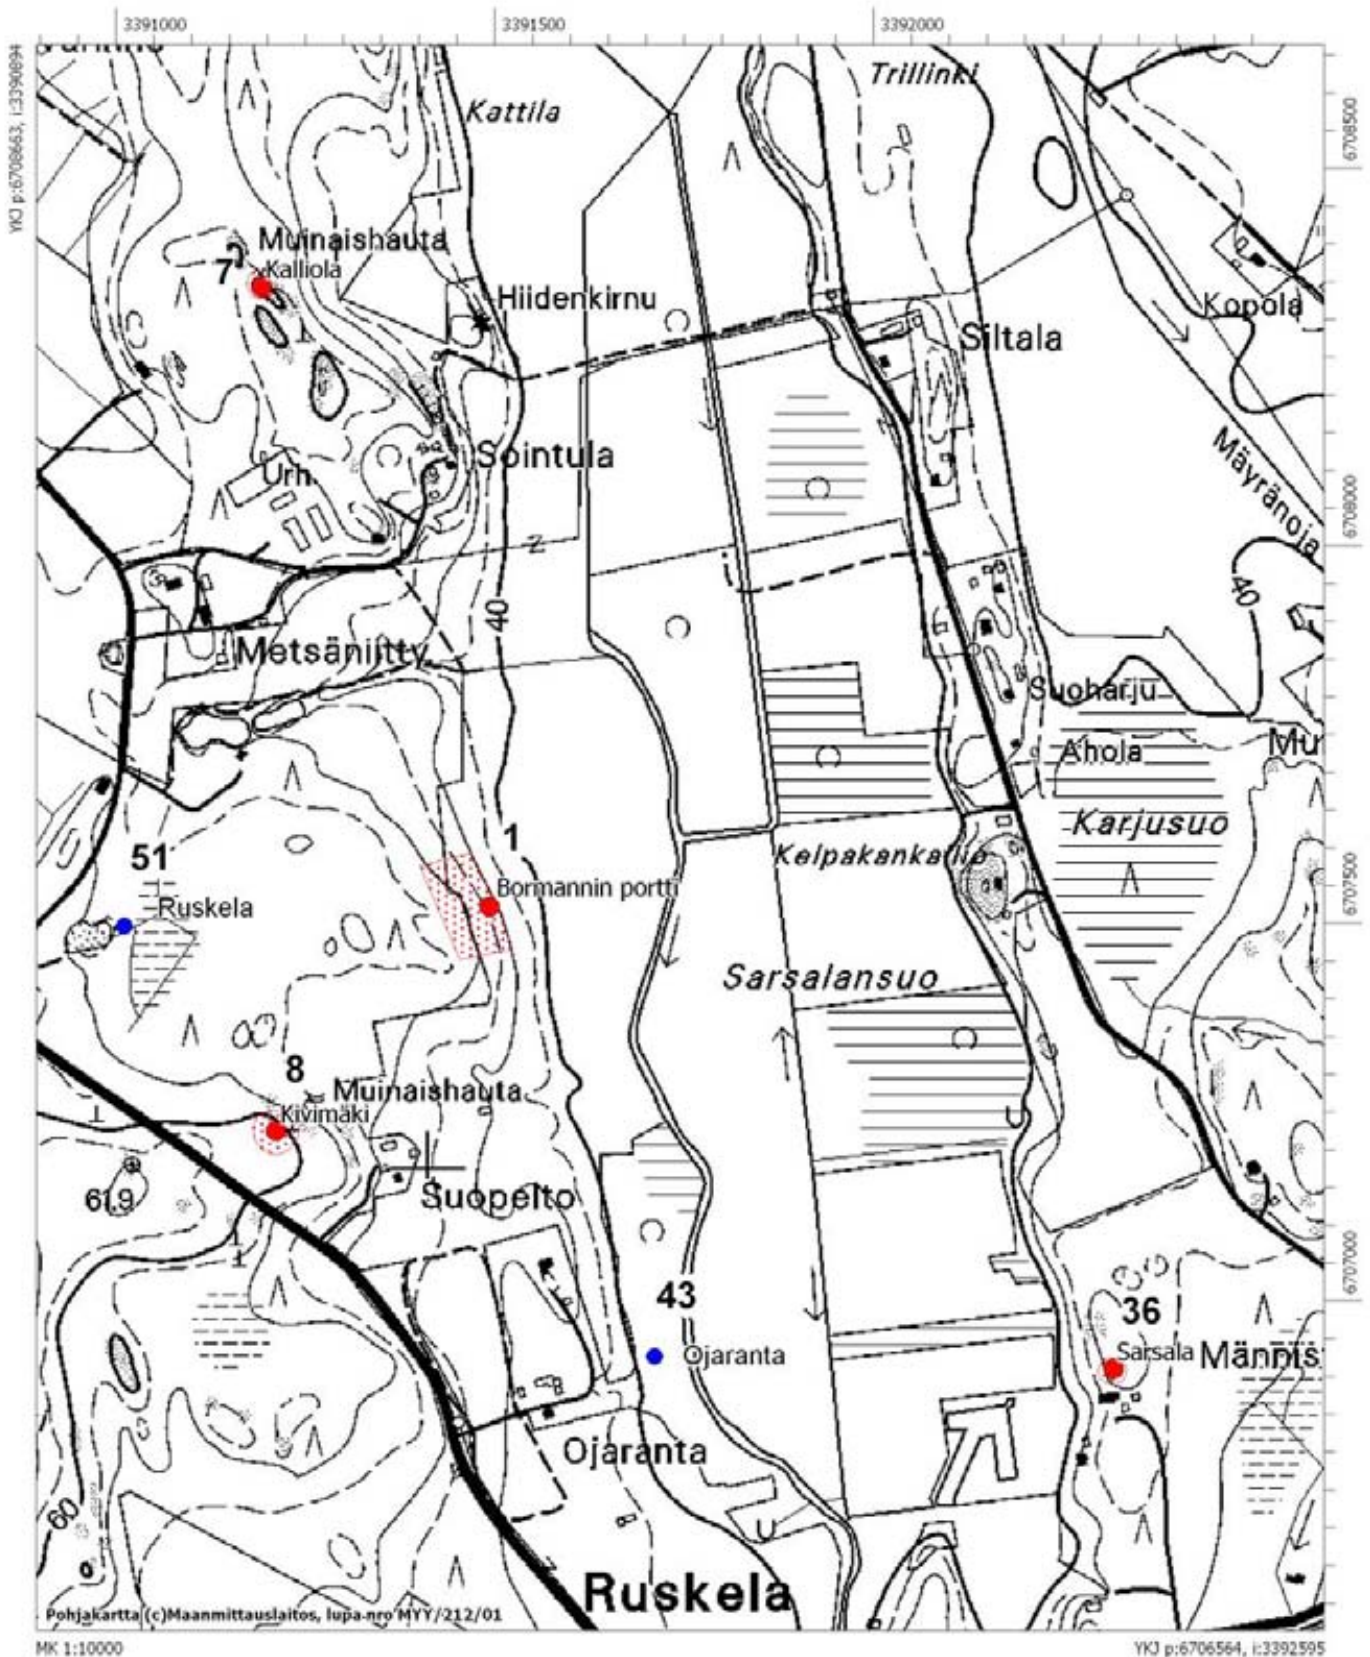 3391000
3391500
3392000
YKJ p:6708663, i:3390894
6708500
Trillinki
Kattila
Muinaishauta
7
Kalliola
Hiidenkirnu
Kopola
Siltala
Sointula
Urh.
Mäyränoja
6708000
40
40
Metsäniitty
Suoharju
Ahola
Mu
Karjusuo
1
51
Kelpakankallio
Bormannin portti
6707500
Ruskela
Sarsalansuo
8
Muinaishauta
Kivimäki
61.9
Suopelto
6707000
43
36
Ojaranta
Sarsala
Männis
Ojaranta
60
Ruskela
Pohjakartta (c)Maanmittauslaitos, lupa nro MYY/212/01
MK 1:10000
YKJ p:6706564, i:3392595